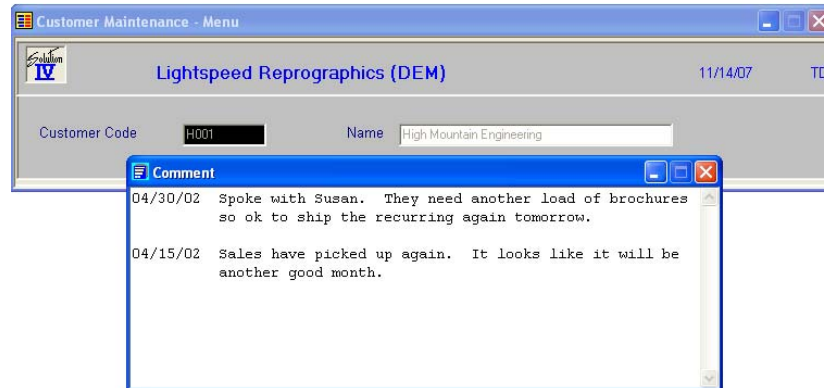 Customer Maintenance - Menu
Solution IV
Lightspeed Reprographics (DEM)
11/14/07
Customer Code
H001
Name
High Mountain Engineering
Comment
04/30/02 Spoke with Susan. They need another load of brochures
so ok to ship the recurring again tomorrow.
04/15/02 Sales have picked up again. It looks like it will be
another good month.